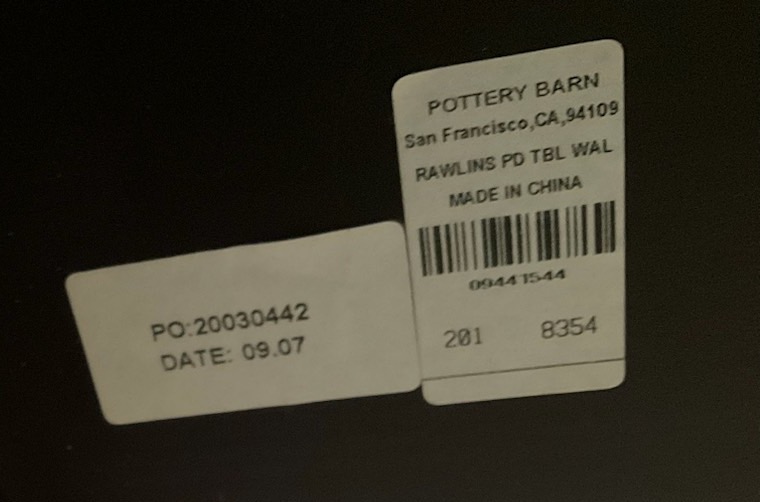 POTTERY BARN
San Francisco,CA,94109
RAWLINS PD TBL WAL
MADE IN CHINA
09441544
201 8354
PO:20030442
DATE: 09.07